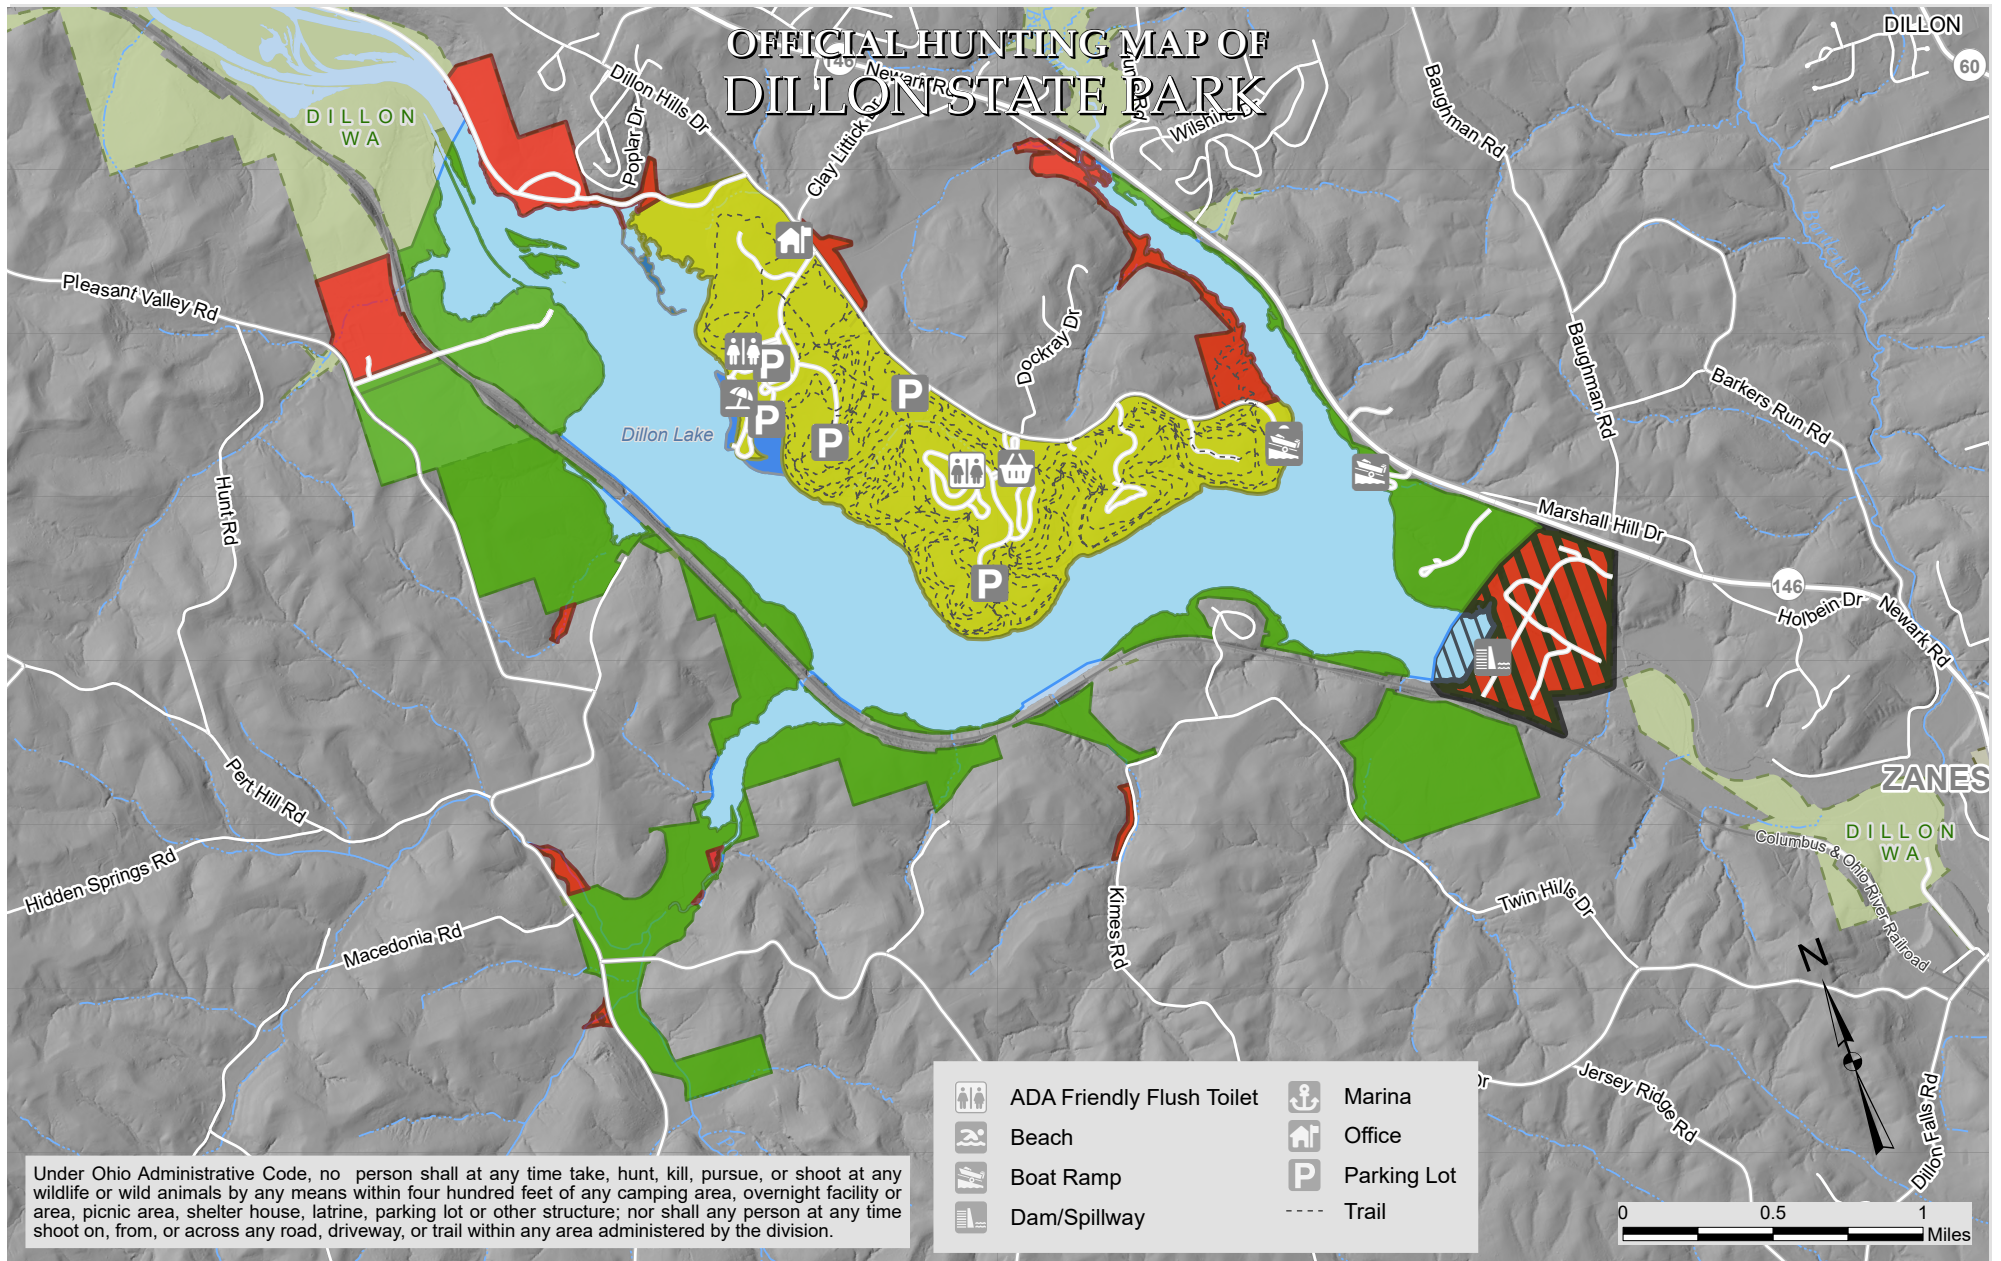 OFFICIAL HUNTING MAP OF
DILLON STATE PARK
DILLON
60
146
Newark Rd
Dillon Hills Dr
Poplar Dr
Clay Littick Dr
Wilshire Dr
Baughman Rd
DILLON
WA
Pleasant Valley Rd
Dockray Dr
Baughman Rd
Barkers Run Rd
P
P
P
P
Dillon Lake
Hunt Rd
Marshall Hill Dr
P
146
Holbein Dr
Newark Rd
Pert Hill Rd
ZANES
DILLON
WA
Columbus & Ohio River Railroad
Hidden Springs Rd
Macedonia Rd
Kimes Rd
Twin Hills Dr
N
Dr
Jersey Ridge Rd
Dillon Falls Rd
ADA Friendly Flush Toilet
Beach
Boat Ramp
Dam/Spillway
Marina
Office
P
Parking Lot
Trail
Under Ohio Administrative Code, no person shall at any time take, hunt, kill, pursue, or shoot at any
wildlife or wild animals by any means within four hundred feet of any camping area, overnight facility or
area, picnic area, shelter house, latrine, parking lot or other structure; nor shall any person at any time
shoot on, from, or across any road, driveway, or trail within any area administered by the division.
0 0.5 1
Miles